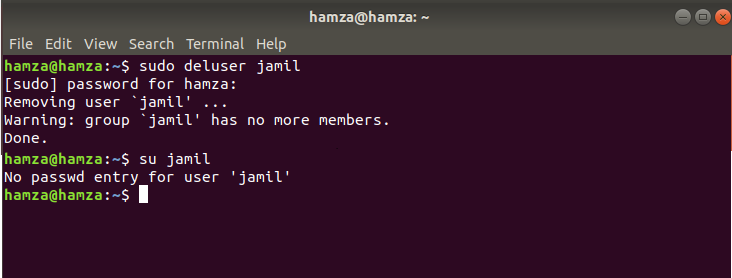 hamza@hamza: ~
File Edit View Search Terminal Help
hamza@hamza:~$ sudo deluser jamil
[sudo] password for hamza:
Removing user `jamil' ...
Warning: group `jamil' has no more members.
Done.
hamza@hamza:~$ su jamil
No passwd entry for user 'jamil'
hamza@hamza:~$